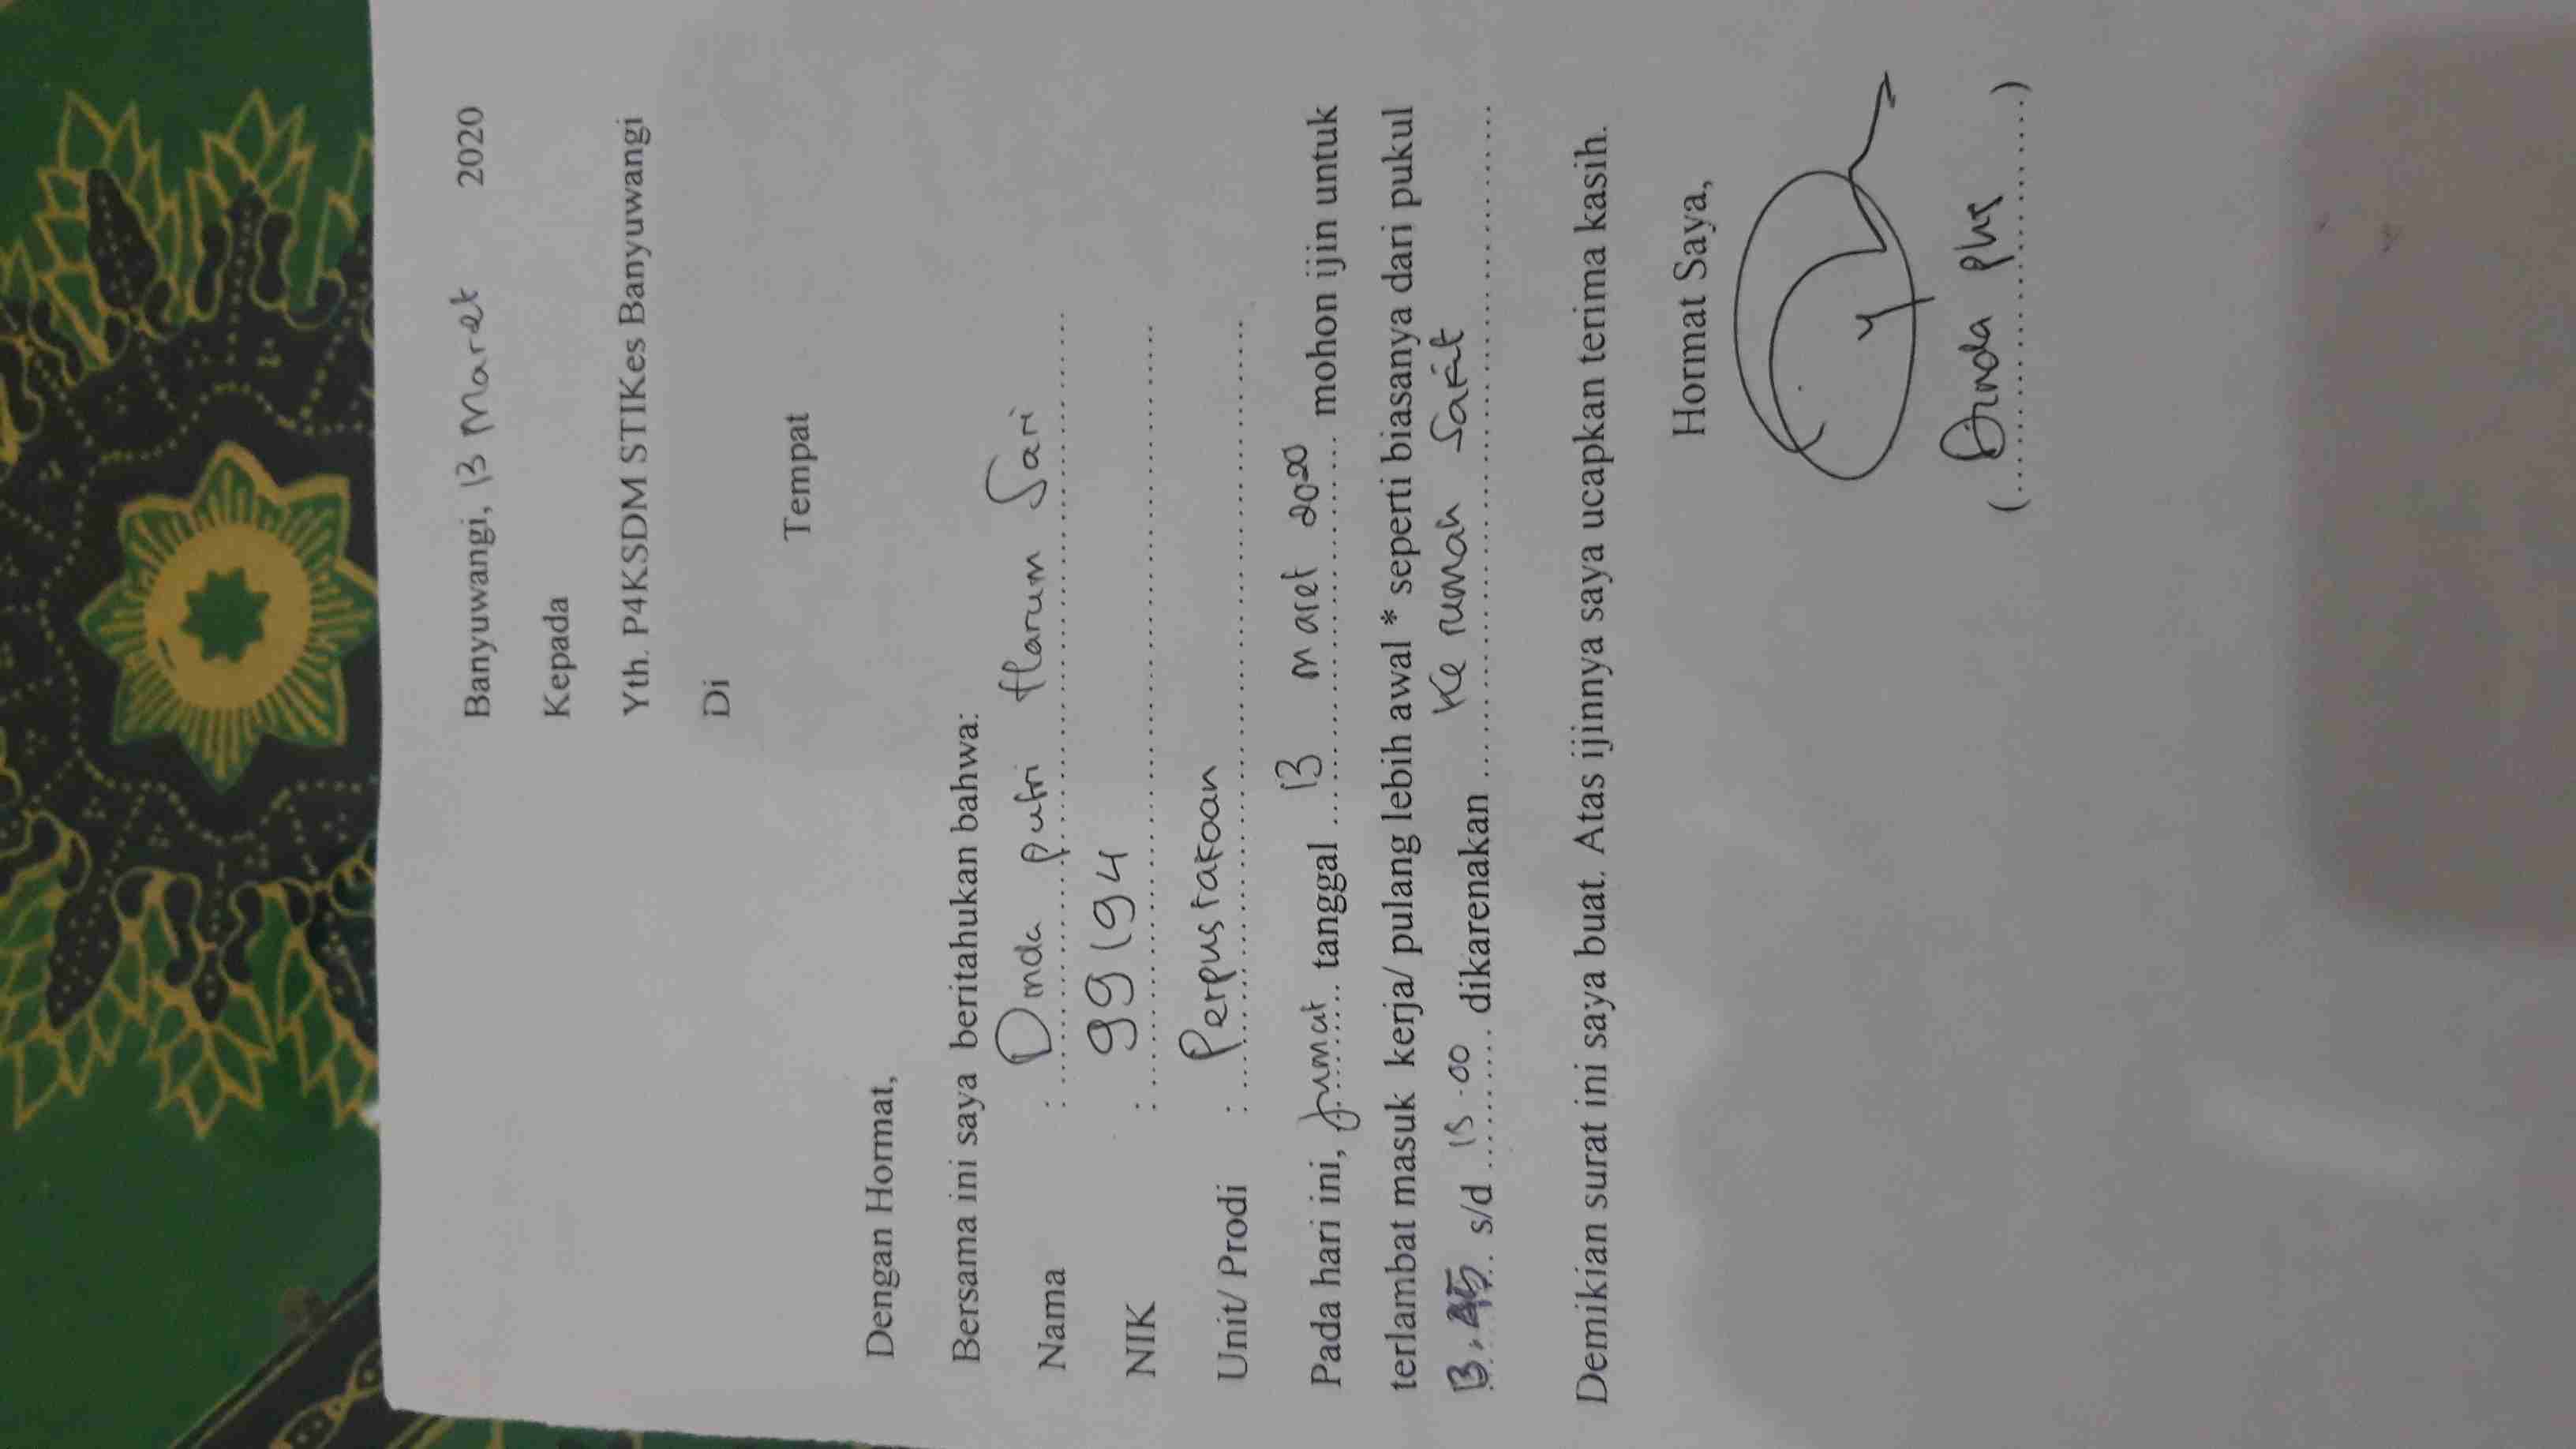 Banyuwangi, 13 Maret 2020
Kepada
Yth. P4KSDM STIKes Banyuwangi
Di
Tempat
Dengan Hormat,
Bersama ini saya beritahukan bahwa:
Nama : Dinda putri Harum Sari
NIK : 99194
Unit/ Prodi : Perpustakaan
Pada hari ini, Jumat tanggal 13 maret 2020 mohon ijin untuk
terlambat masuk kerja/ pulang lebih awal * seperti biasanya dari pukul
13.45 s/d 15.00 dikarenakan Ke rumah Sakit
Demikian surat ini saya buat. Atas ijinnya saya ucapkan terima kasih.
Hormat Saya,
(Dinda phs)